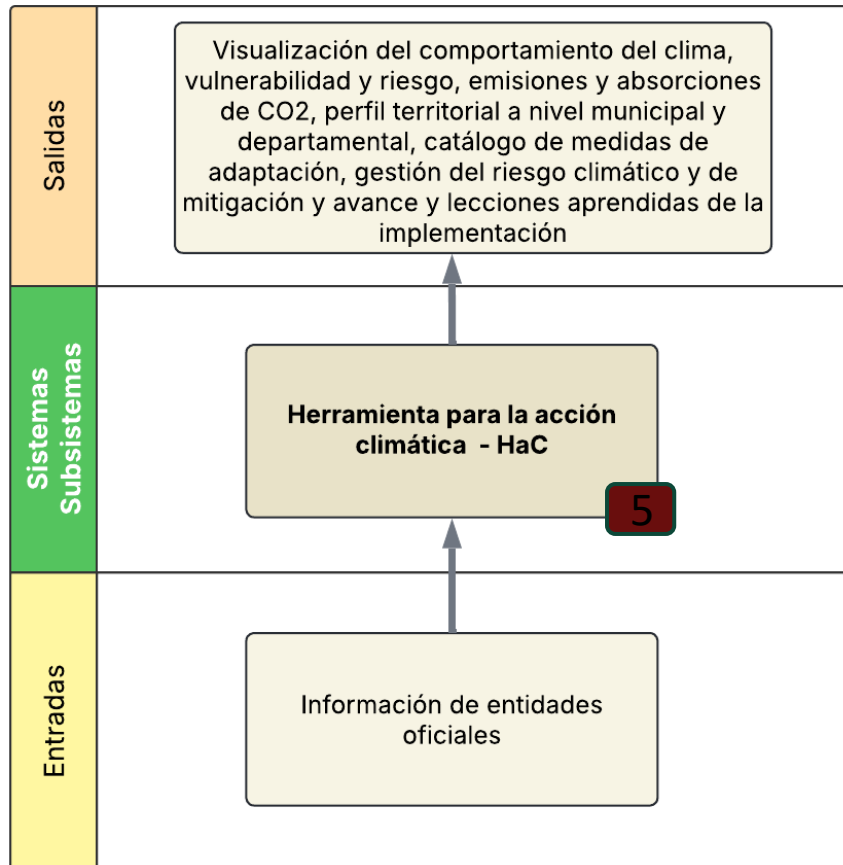 Salidas
Visualización del comportamiento del clima,
vulnerabilidad y riesgo, emisiones y absorciones
de CO2, perfil territorial a nivel municipal y
departamental, catálogo de medidas de
adaptación, gestión del riesgo climático y de
mitigación y avance y lecciones aprendidas de la
implementación
Sistemas
Subsistemas
Herramienta para la acción
climática - HaC
5
Entradas
Información de entidades
oficiales